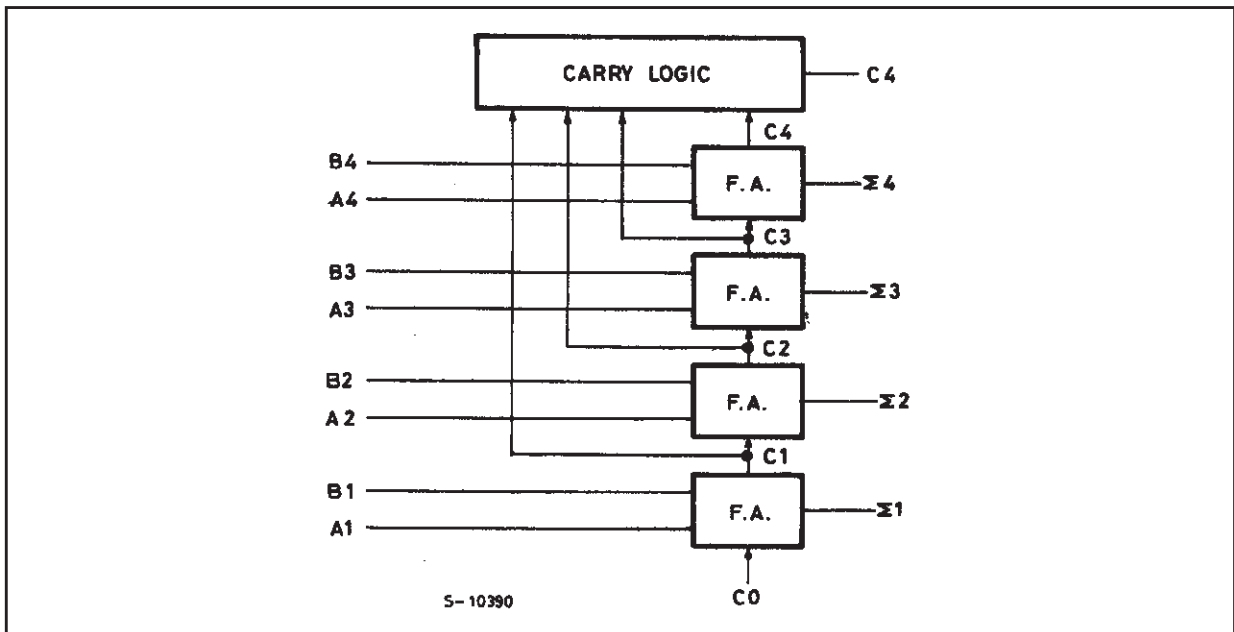 CARRY LOGIC
C4
C4
B4
F.A.
Σ4
A4
C3
B3
F.A.
Σ3
A3
C2
B2
F.A.
Σ2
A2
C1
B1
F.A.
Σ1
A1
S-10390
C0